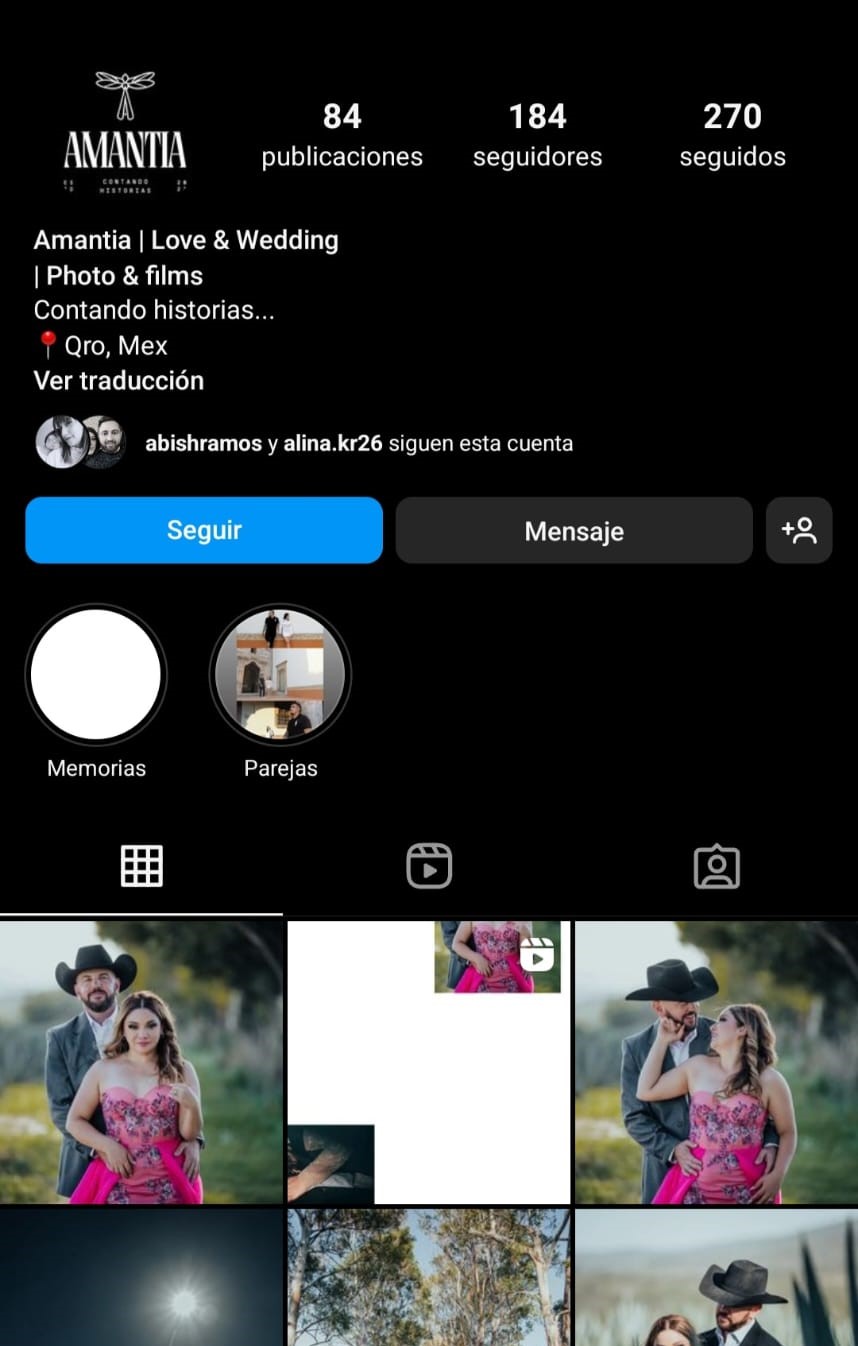 AMANTIA
CONTANDO
HISTORIAS
84
publicaciones
184
seguidores
270
seguidos
Amantia | Love & Wedding
| Photo & films
Contando historias...
📍Qro, Mex
Ver traducción
abishramos y alina.kr26 siguen esta cuenta
Seguir
Mensaje
Memorias
Parejas